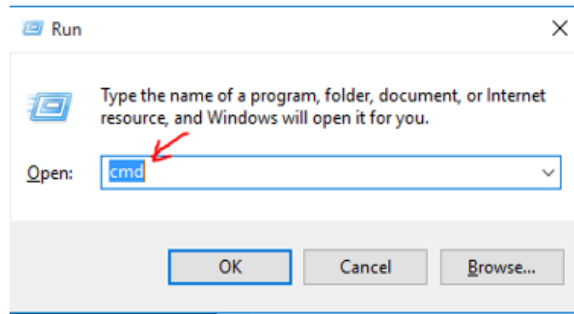 Run
Type the name of a program, folder, document, or Internet
resource, and Windows will open it for you.
Open: cmd
OK Cancel Browse...